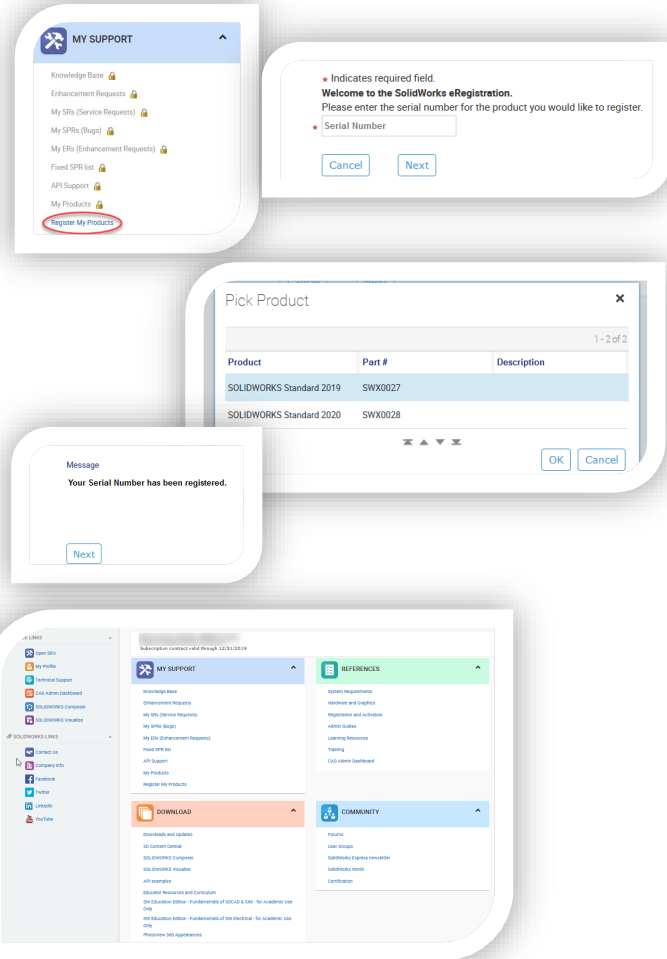 MY SUPPORT
Knowledge Base
Enhancement Requests
My SRs (Service Requests)
My SPRs (Bugs)
My ERs (Enhancement Requests)
Fixed SPR list
API Support
My Products
Register My Products
★ Indicates required field.
Welcome to the SolidWorks eRegistration.
Please enter the serial number for the product you would like to register.
★ Serial Number
Cancel Next
Pick Product ×
1 - 2 of 2
Product Part # Description
SOLIDWORKS Standard 2019 SWX0027
SOLIDWORKS Standard 2020 SWX0028
OK Cancel
Message
Your Serial Number has been registered.
Next
LINKS
Open SRs
My Profile
Technical Support
CAD Admin Dashboard
SOLIDWORKS Composer
SOLIDWORKS Visualize
SOLIDWORKS LINKS
Contact Us
Company Info
Facebook
Twitter
LinkedIn
YouTube
Subscription contract valid through 12/31/2019
MY SUPPORT
Knowledge Base
Enhancement Requests
My SRs (Service Requests)
My SPRs (Bugs)
My ERs (Enhancement Requests)
Fixed SPR list
API Support
My Products
Register My Products
REFERENCES
System Requirements
Hardware and Graphics
Registration and Activation
Admin Guides
Learning Resources
Training
CAD Admin Dashboard
DOWNLOAD
Downloads and Updates
3D Content Central
SOLIDWORKS Composer
SOLIDWORKS Visualize
API examples
Educator Resources and Curriculum
SW Education Edition - Fundamentals of 3DCAD & SIM - for Academic Use
Only
SW Education Edition - Fundamentals of SW Electrical - for Academic Use
Only
PhotoView 360 Appearances
COMMUNITY
Forums
User Groups
SolidWorks Express newsletter
SolidWorks World
Certification